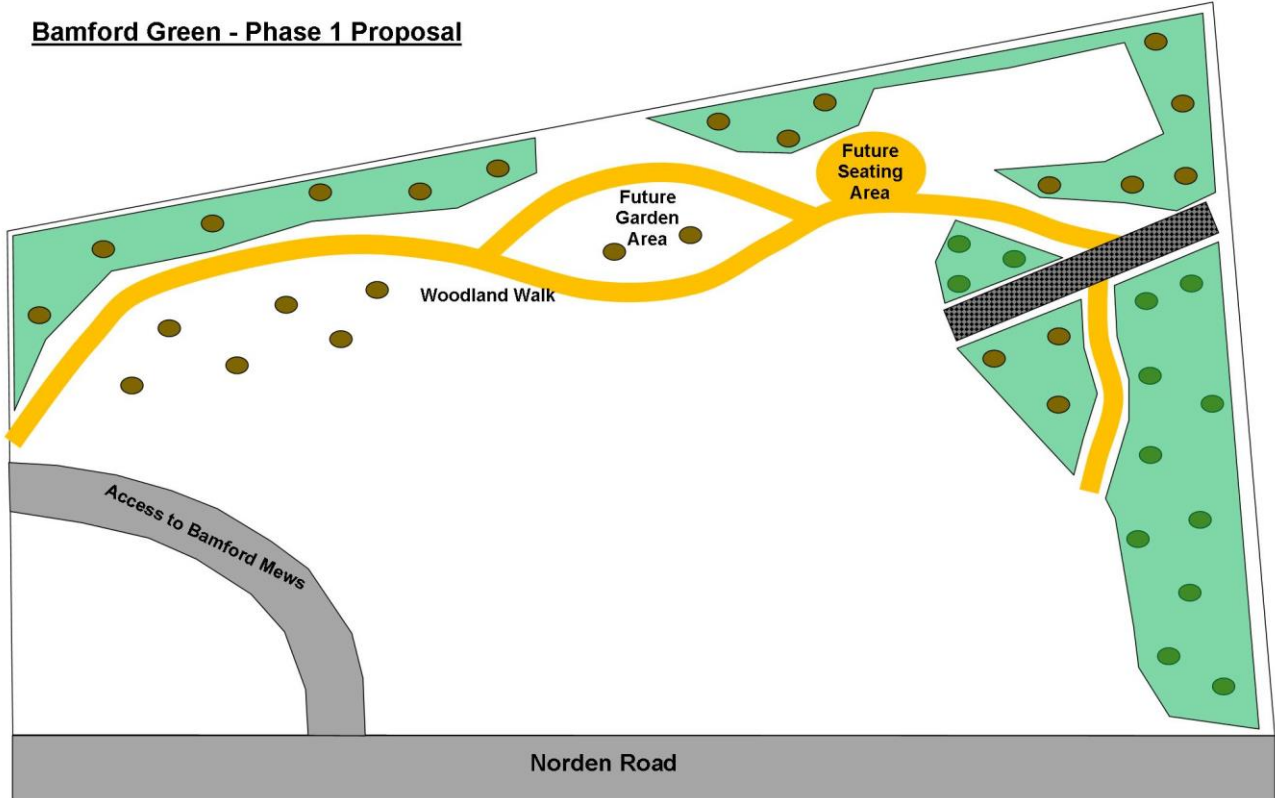 Bamford Green - Phase 1 Proposal
Future
Seating
Area
Future
Garden
Area
Woodland Walk
Access to Bamford Mews
Norden Road